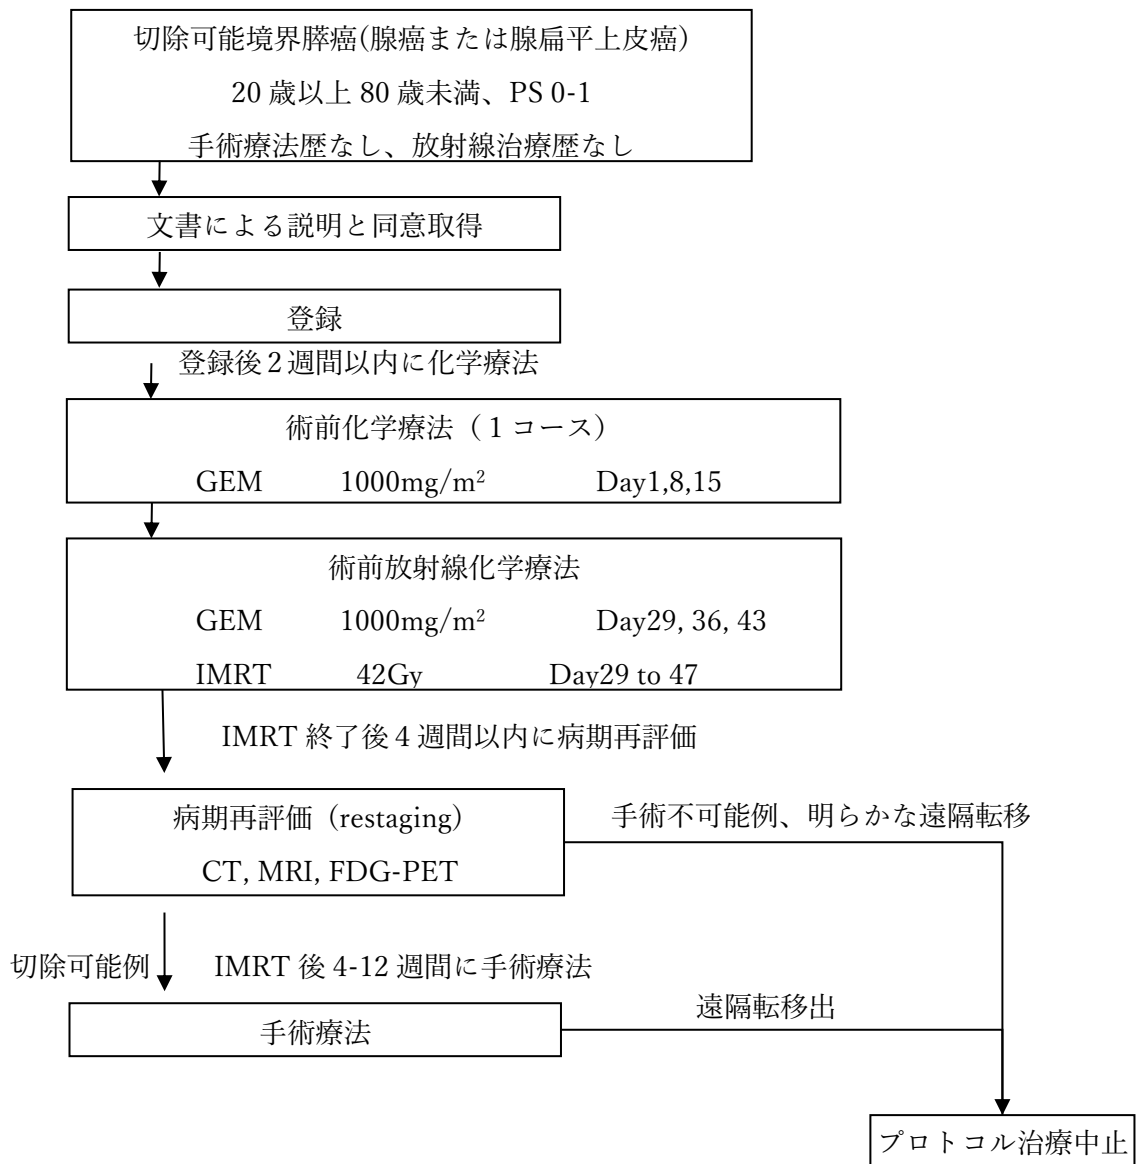 切除可能境界膵癌(腺癌または腺扁平上皮癌)
20 歳以上 80 歳未満、PS 0-1
手術療法歴なし、放射線治療歴なし
文書による説明と同意取得
登録
登録後２週間以内に化学療法
術前化学療法（１コース）
GEM 1000mg/m² Day1,8,15
術前放射線化学療法
GEM 1000mg/m² Day29, 36, 43
IMRT 42Gy Day29 to 47
IMRT 終了後４週間以内に病期再評価
病期再評価（restaging）
CT, MRI, FDG-PET
手術不可能例、明らかな遠隔転移
切除可能例
IMRT 後 4-12 週間に手術療法
手術療法
遠隔転移出
プロトコル治療中止